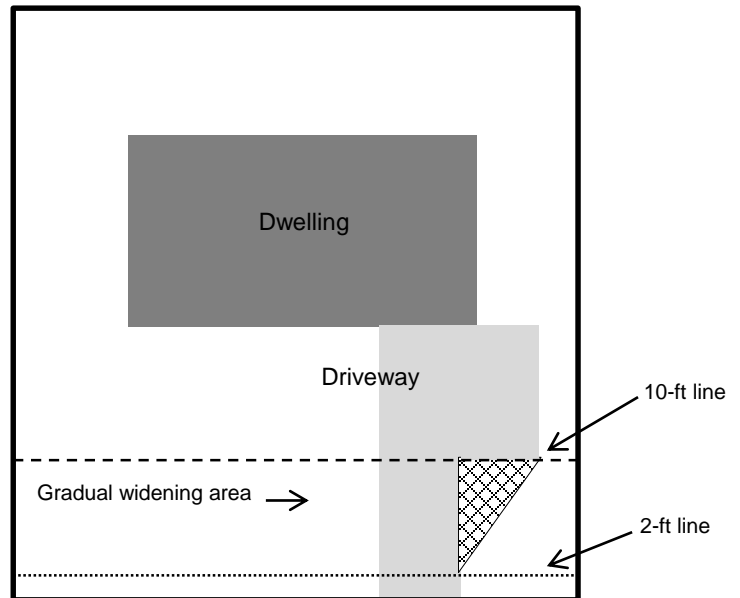 Dwelling
Driveway
10-ft line
Gradual widening area
2-ft line